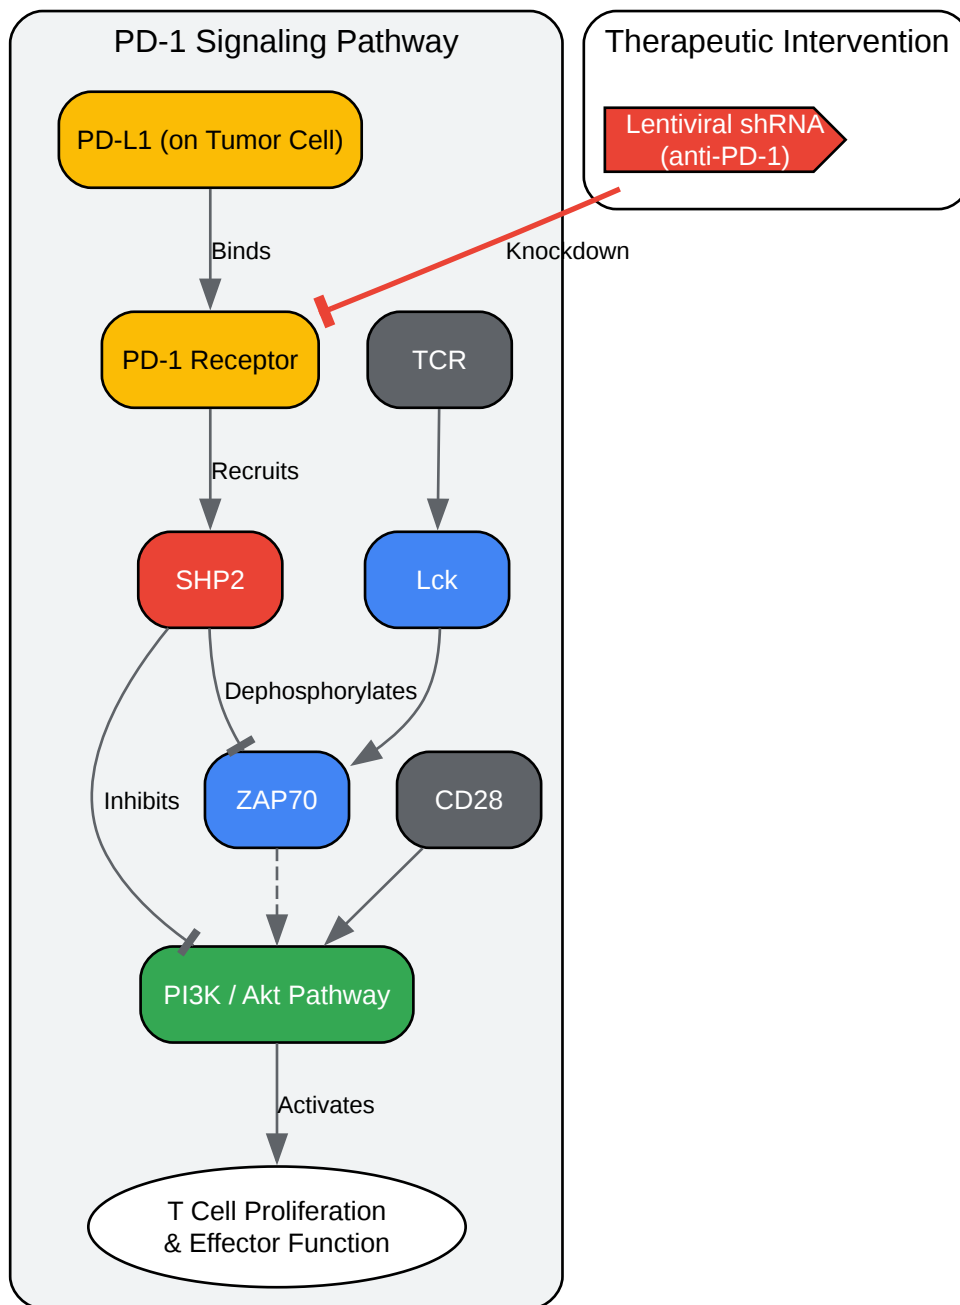 PD-1 Signaling Pathway
Therapeutic Intervention
PD-L1 (on Tumor Cell)
Lentiviral shRNA
(anti-PD-1)
Binds
Knockdown
PD-1 Receptor
TCR
Recruits
SHP2
Lck
Dephosphorylates
Inhibits
ZAP70
CD28
PI3K / Akt Pathway
Activates
T Cell Proliferation
& Effector Function